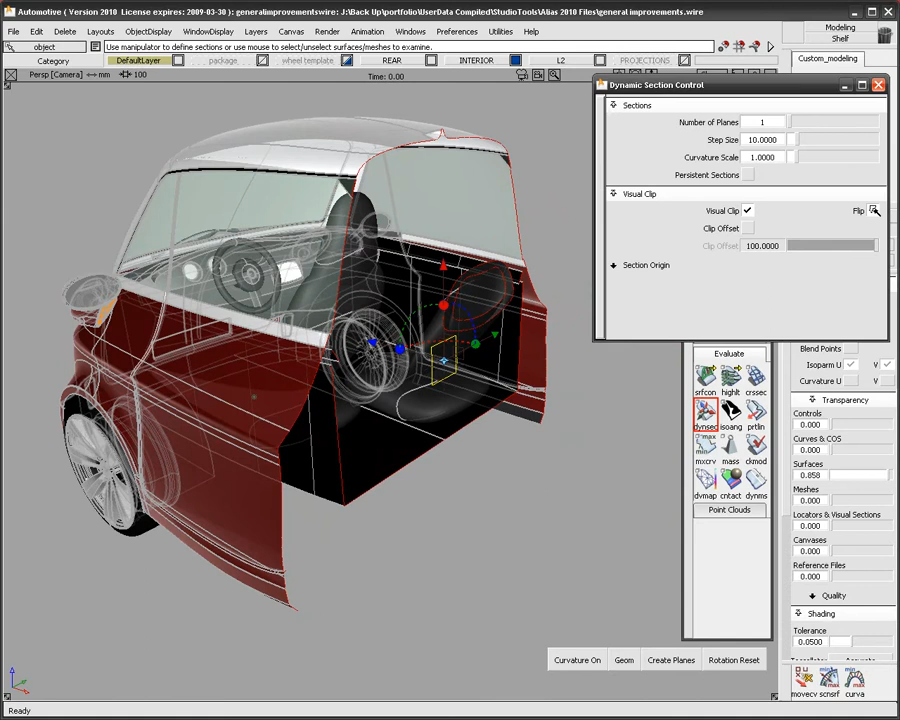 Automotive ( Version 2010 License expires: 2009-03-30 ): generalimprovementswire: J:\Back Up\portfolio\UserData Compiled\StudioTools\Alias 2010 Files\general improvements.wire
File Edit Delete Layouts ObjectDisplay WindowDisplay Layers Canvas Render Animation Windows Preferences Utilities Help
Modeling
Shelf
object
Use manipulator to define sections or use mouse to select/unselect surfaces/meshes to examine.
Category DefaultLayer package wheel template REAR INTERIOR L2 PROJECTIONS
Custom_modeling
Persp [Camera] mm 100
Time: 0.00
Dynamic Section Control
Sections
Number of Planes 1
Step Size 10.0000
Curvature Scale 1.0000
Persistent Sections
Visual Clip
Visual Clip Flip
Clip Offset
Clip Offset 100.0000
Section Origin
Evaluate
srfcon highlt crssec
dynsec isoang prtlin
mxcrv mass ckmod
dvmap cntact dynms
Point Clouds
Blend Points
Isoparm U V
Curvature U V
Transparency
Controls
0.000
Curves & COS
0.000
Surfaces
0.858
Meshes
0.000
Locators & Visual Sections
0.000
Canvases
0.000
Reference Files
0.000
Quality
Shading
Tolerance
0.0500
Curvature On Geom Create Planes Rotation Reset
movecv scnsrf curva
Ready